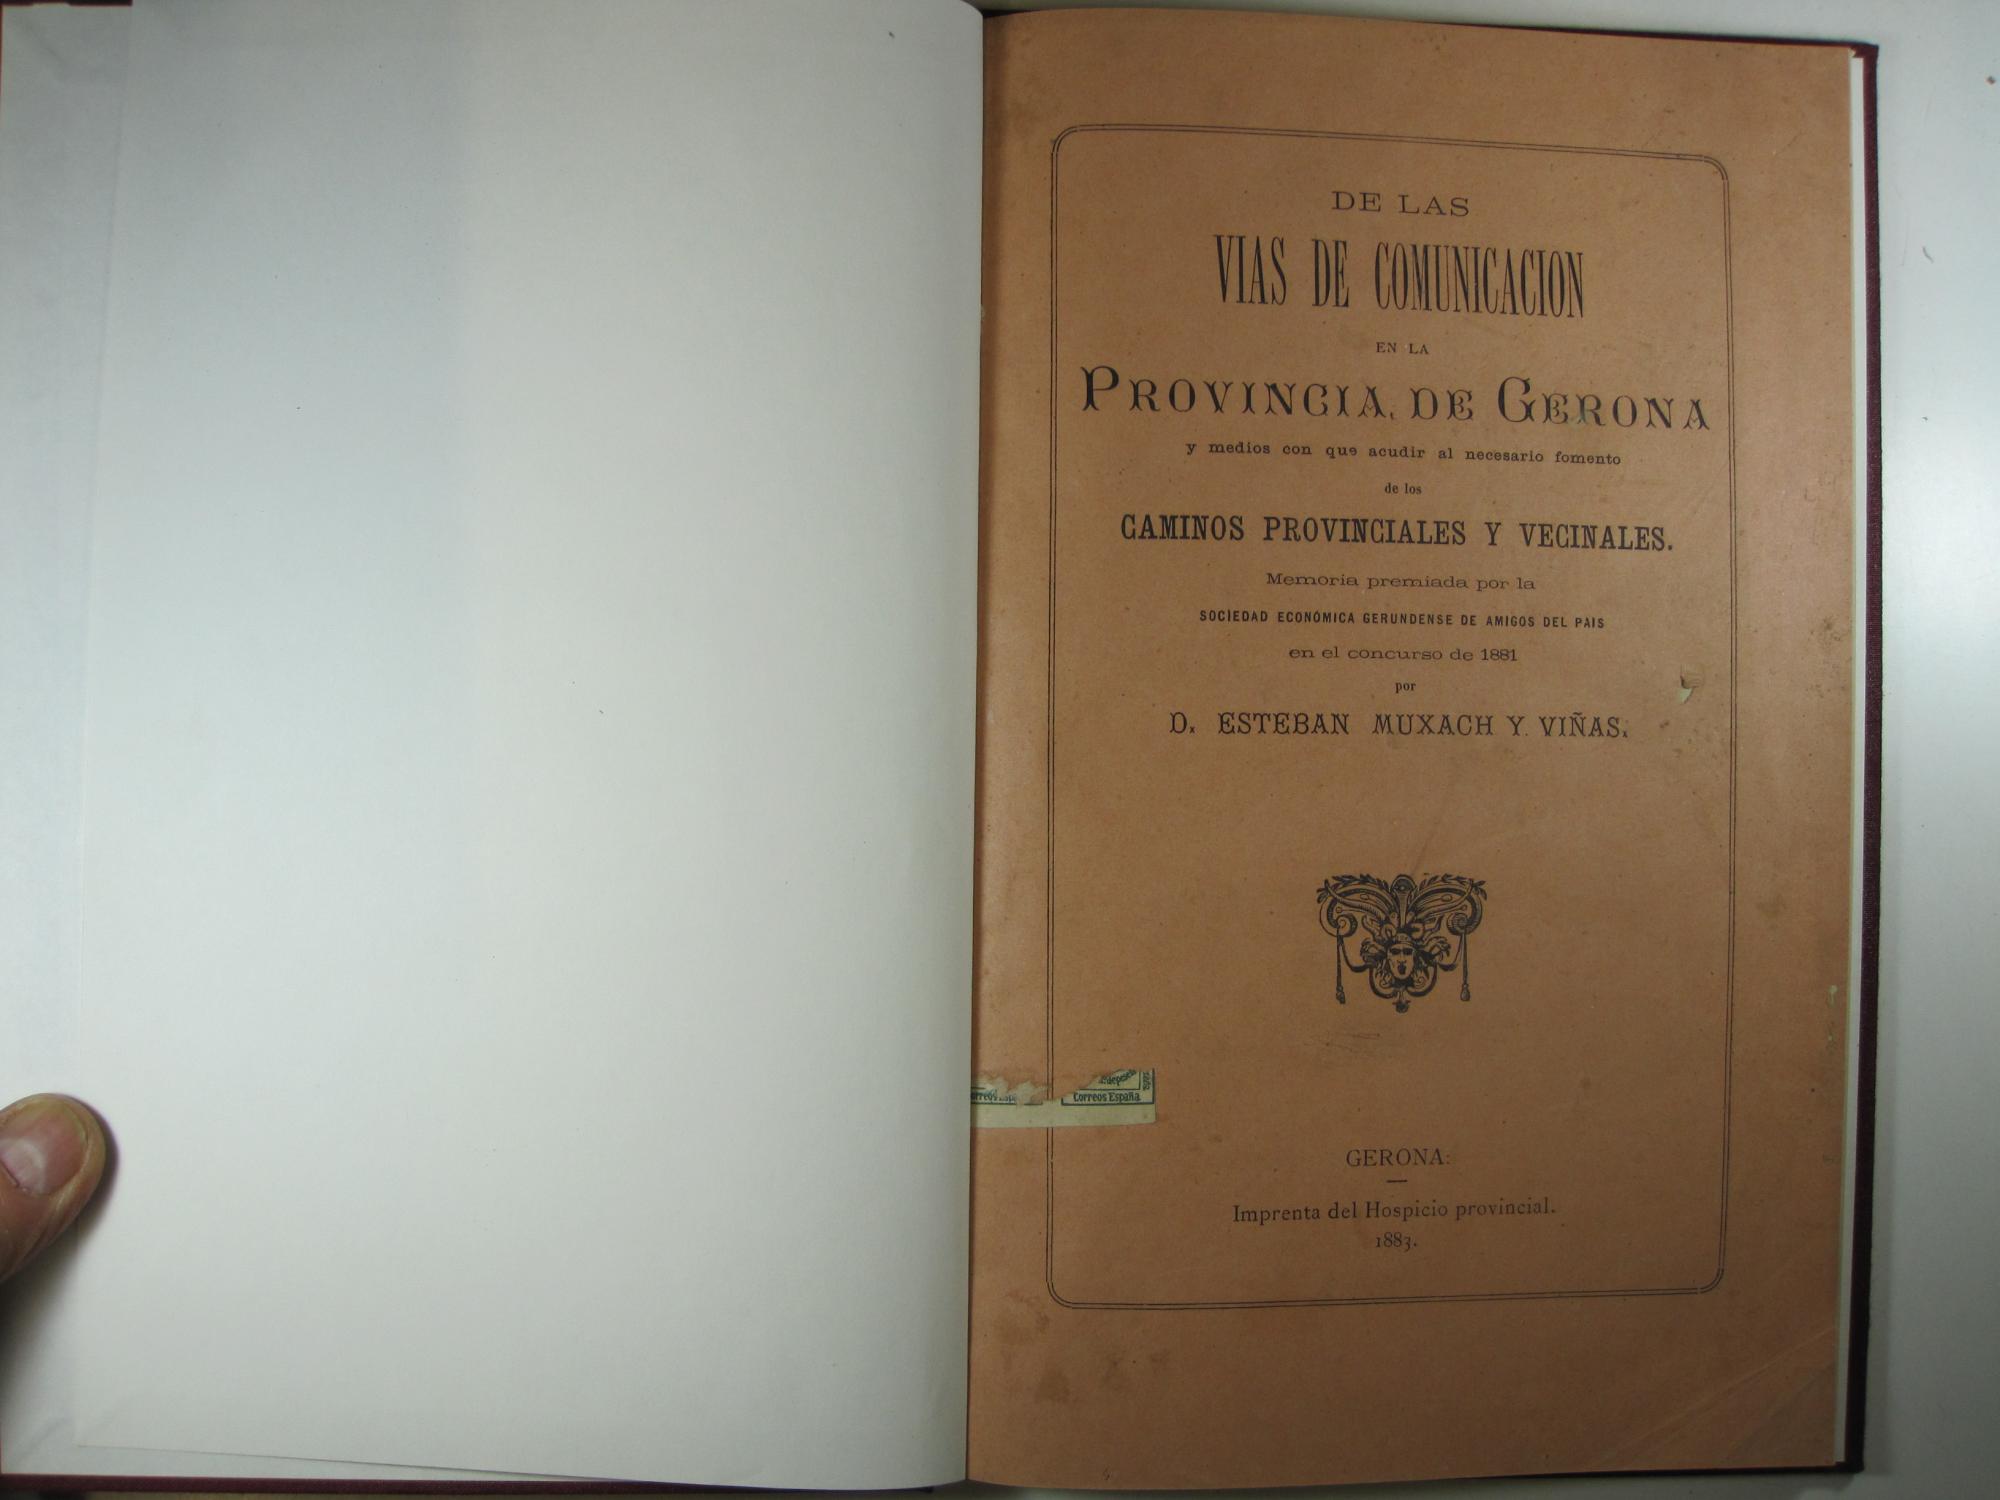 DE LAS
VIAS DE COMUNICACION
EN LA
PROVINCIA DE GERONA
y medios con que acudir al necesario fomento
de los
CAMINOS PROVINCIALES Y VECINALES.
Memoria premiada por la
SOCIEDAD ECONÓMICA GERUNDENSE DE AMIGOS DEL PAIS
en el concurso de 1881
por
D. ESTEBAN MUXACH Y VIÑAS.
Correos España
GERONA:
Imprenta del Hospicio provincial.
1883.